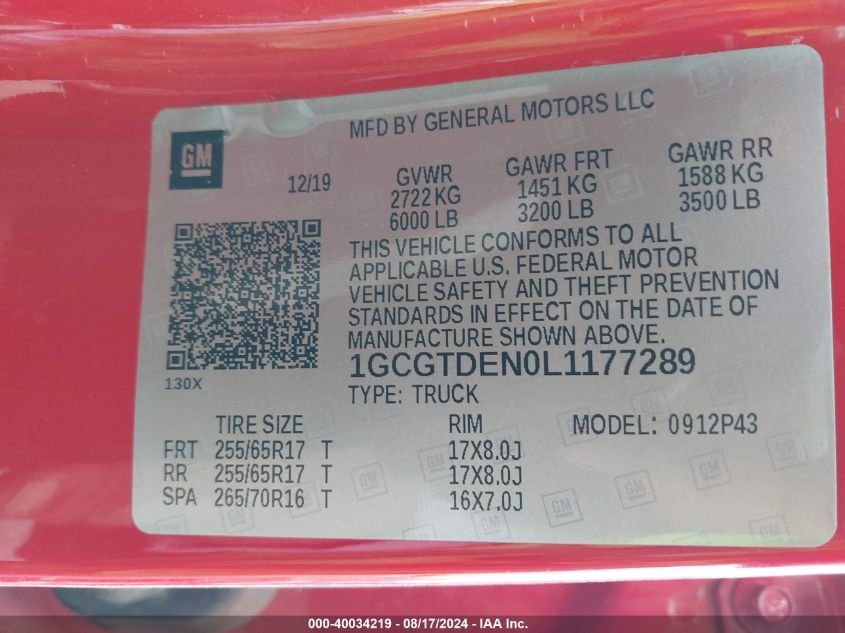 MFD BY GENERAL MOTORS LLC
GM
12/19
GVWR GAWR FRT GAWR RR
2722 KG 1451 KG 1588 KG
6000 LB 3200 LB 3500 LB
THIS VEHICLE CONFORMS TO ALL
APPLICABLE U.S. FEDERAL MOTOR
VEHICLE SAFETY AND THEFT PREVENTION
STANDARDS IN EFFECT ON THE DATE OF
MANUFACTURE SHOWN ABOVE.
1GCGTDEN0L1177289
130X
TYPE: TRUCK
TIRE SIZE RIM MODEL: 0912P43
FRT 255/65R17 T 17X8.0J
RR 255/65R17 T 17X8.0J
SPA 265/70R16 T 16X7.0J
000-40034219 - 08/17/2024 - IAA Inc.